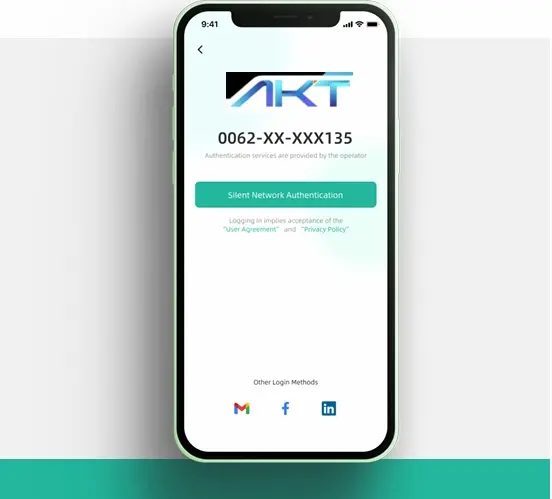 9:41
AKT
0062-XX-XXX135
Authentication services are provided by the operator
Silent Network Authentication
Logging in implies acceptance of the
"User Agreement" and "Privacy Policy"
Other Login Methods
in